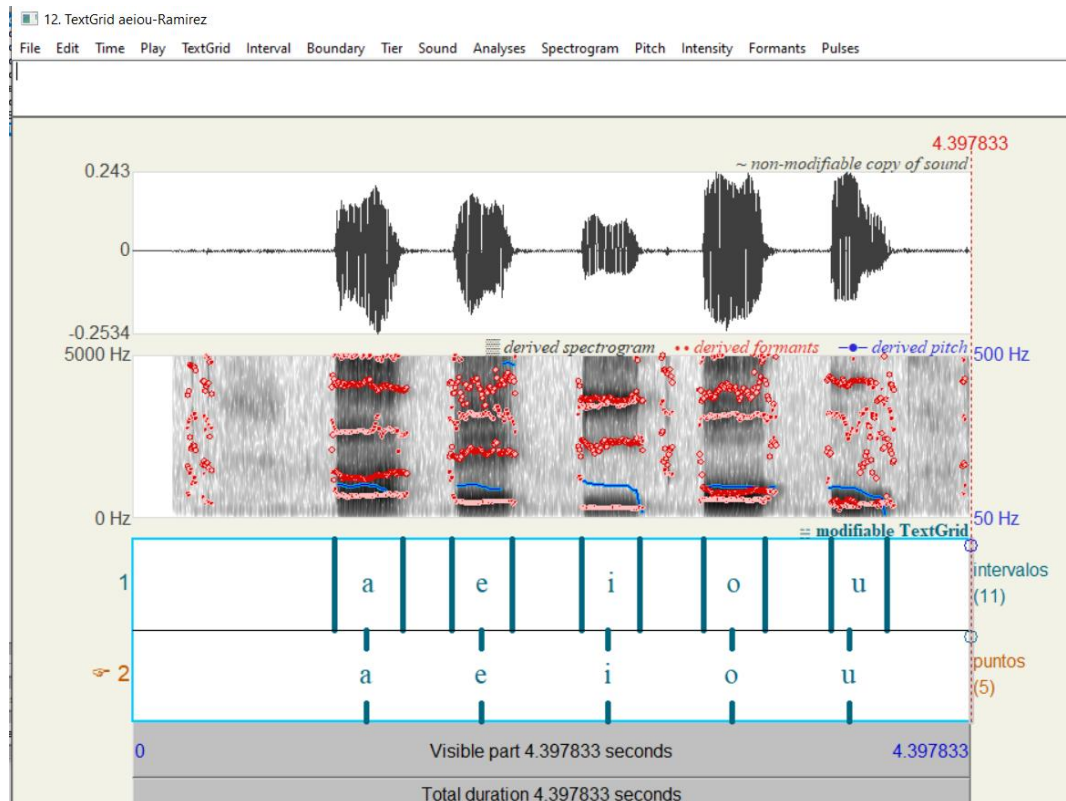 12. TextGrid aeiou-Ramirez
File Edit Time Play TextGrid Interval Boundary Tier Sound Analyses Spectrogram Pitch Intensity Formants Pulses
4.397833
0.243
~ non-modifiable copy of sound
0
-0.2534
5000 Hz
derived spectrogram
derived formants
derived pitch
500 Hz
0 Hz
50 Hz
modifiable TextGrid
1
a e i o u
intervalos
(11)
2
a e i o u
puntos
(5)
0
Visible part 4.397833 seconds
4.397833
Total duration 4.397833 seconds